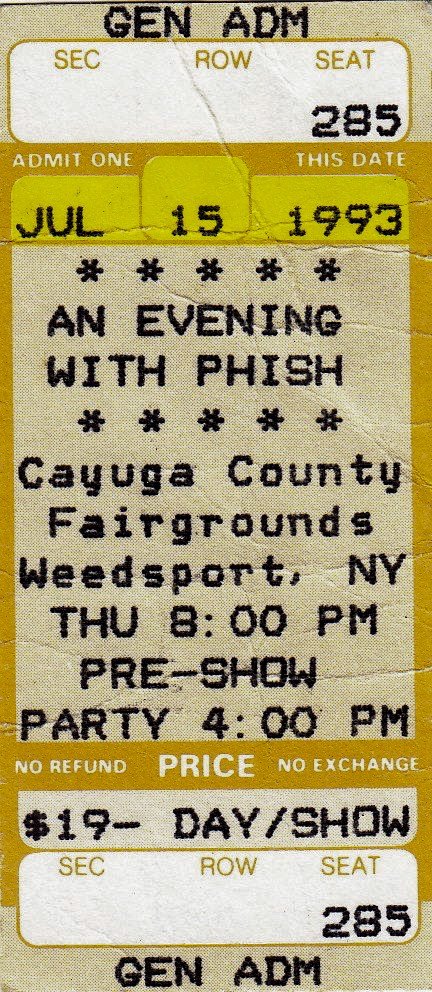 GEN ADM
SEC ROW SEAT
285
ADMIT ONE THIS DATE
JUL 15 1993
* * * * *
AN EVENING
WITH PHISH
* * * * *
Cayuga County
Fairgrounds
Weedsport, NY
THU 8:00 PM
PRE-SHOW
PARTY 4:00 PM
NO REFUND PRICE NO EXCHANGE
$19- DAY/SHOW
SEC ROW SEAT
285
GEN ADM